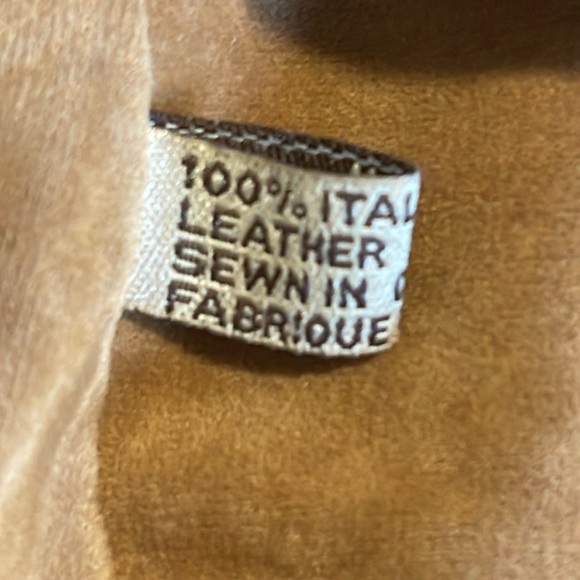 100% ITAL
LEATHER
SEWN IN
FABRIQUE